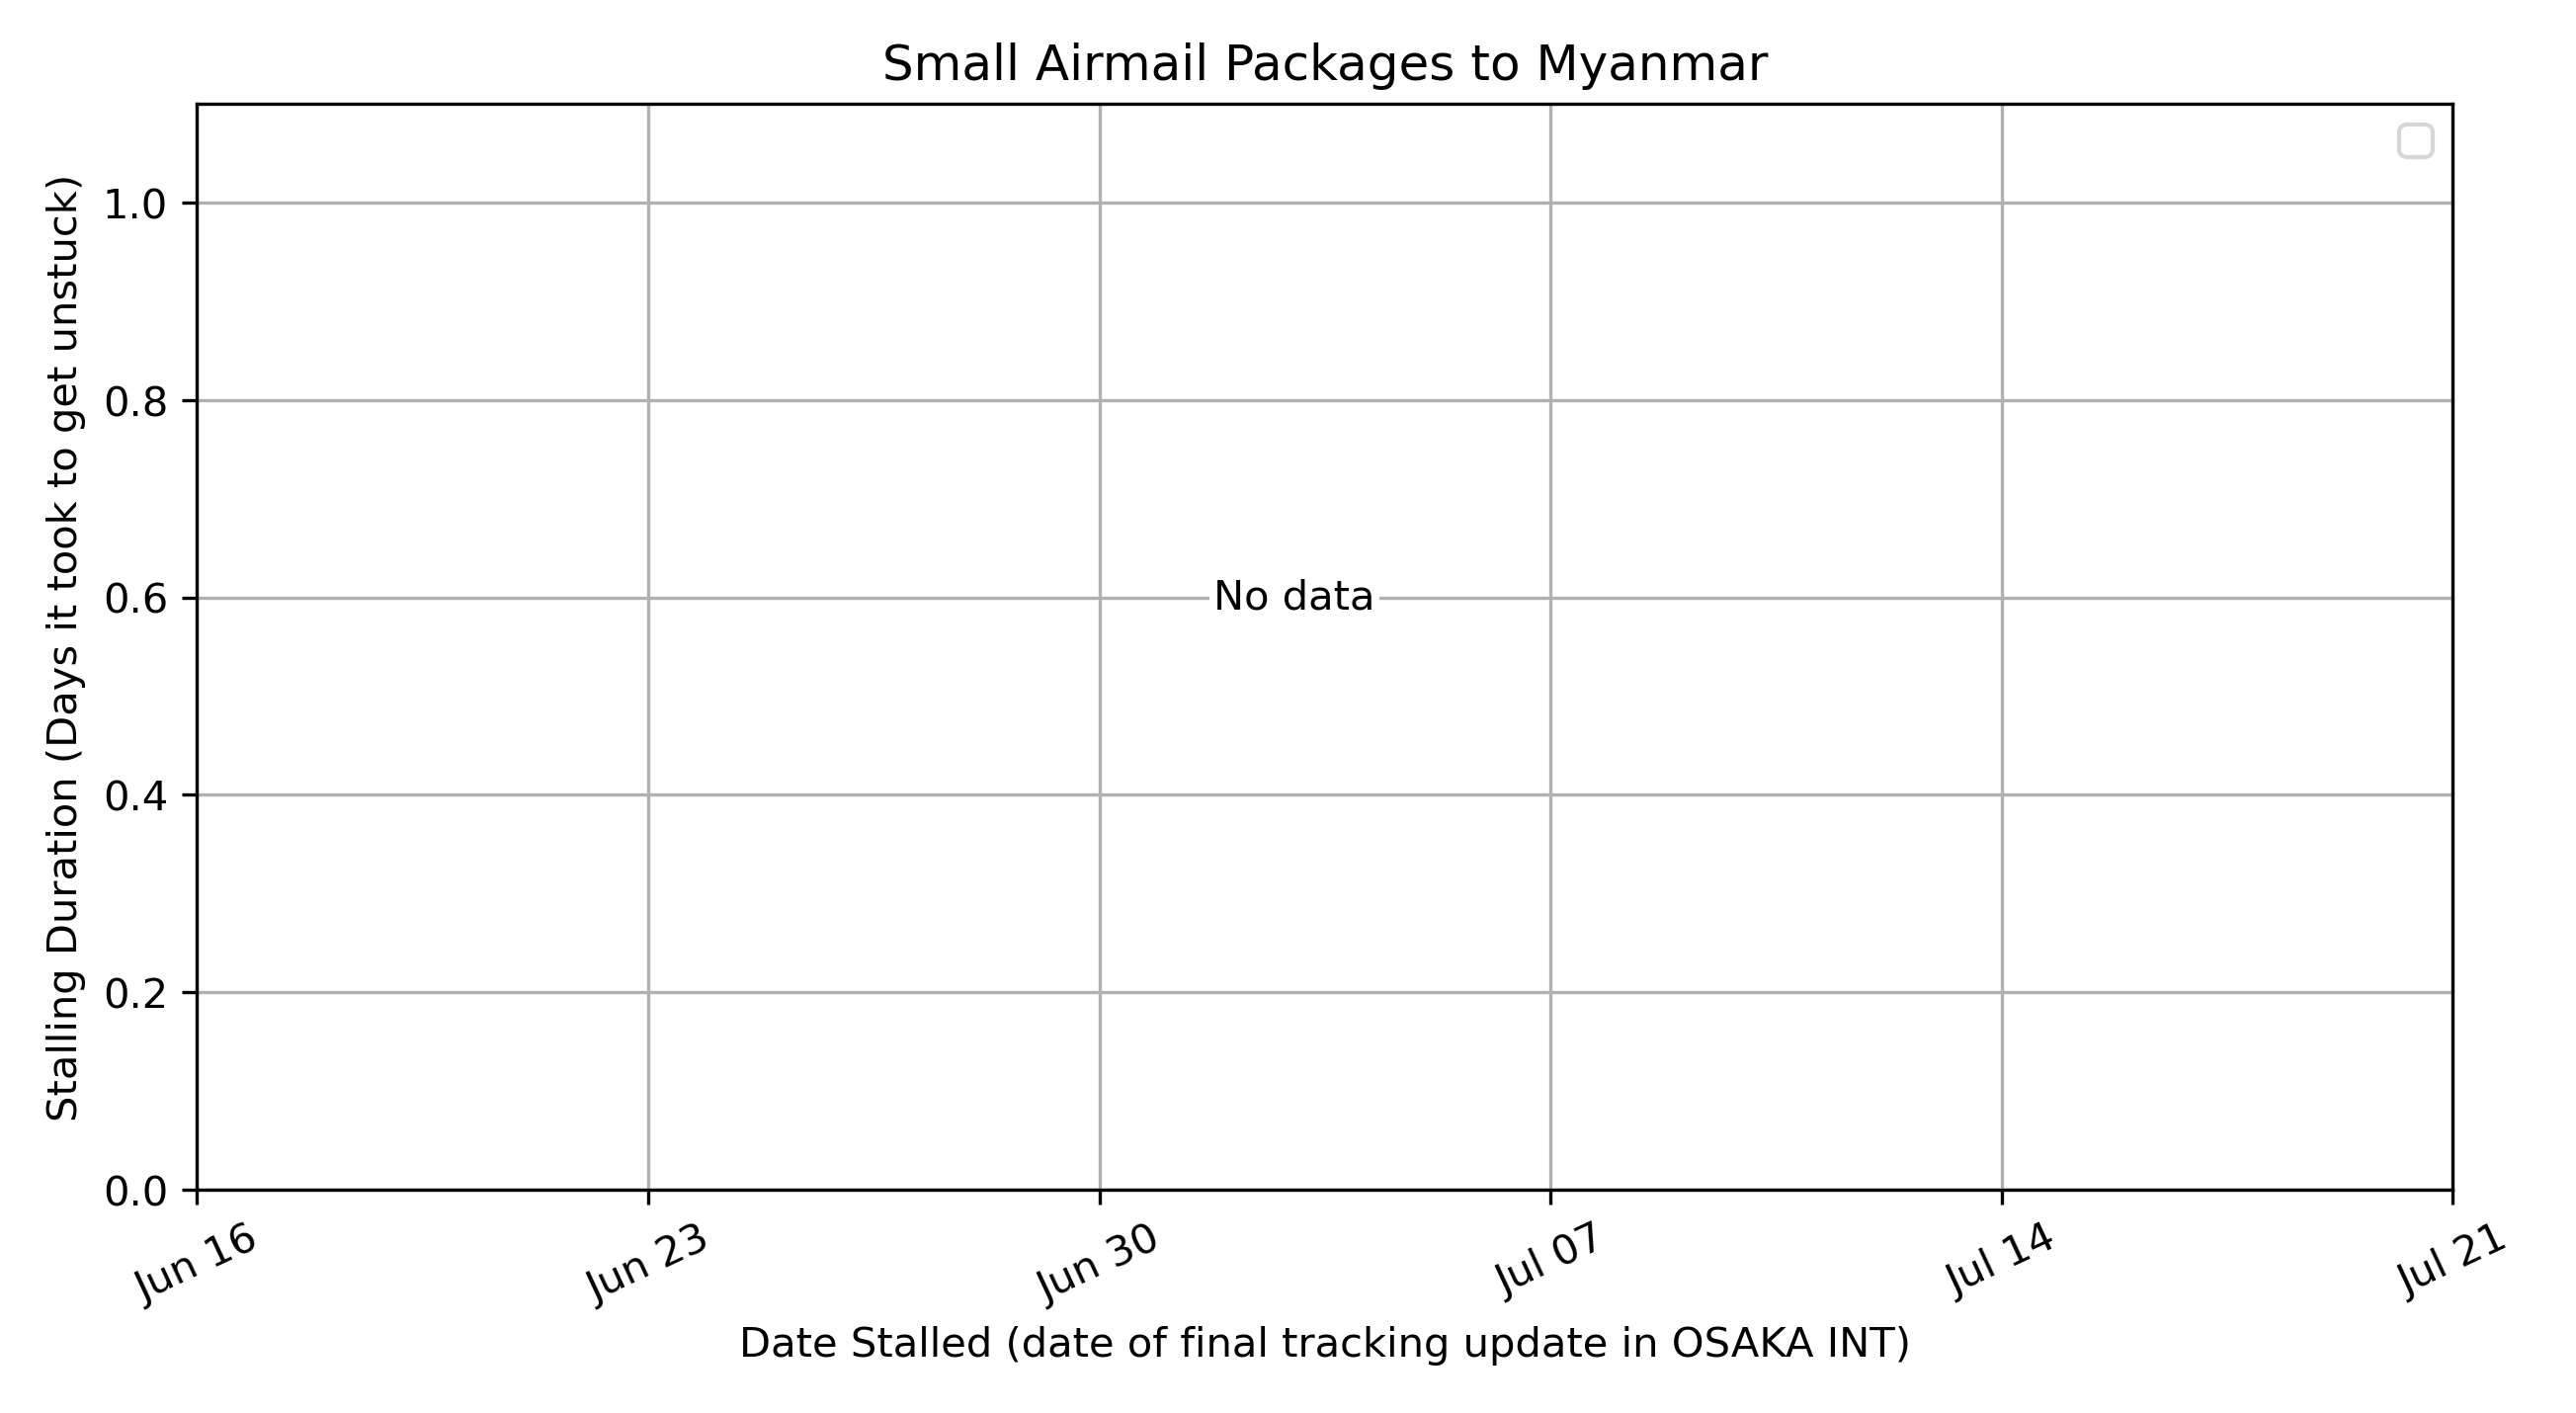 Small Airmail Packages to Myanmar
Stalling Duration (Days it took to get unstuck)
1.0
0.8
0.6
0.4
0.2
0.0
No data
Jun 16
Jun 23
Jun 30
Jul 07
Jul 14
Jul 21
Date Stalled (date of final tracking update in OSAKA INT)